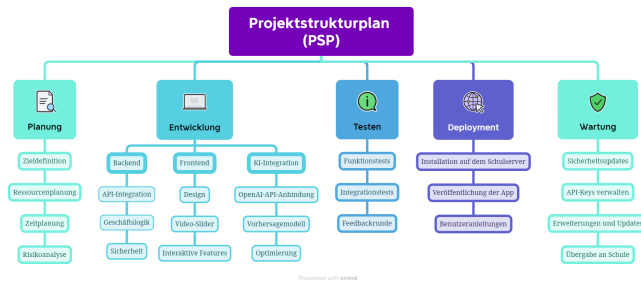 Projektstrukturplan
(PSP)
Planung
Zieldefinition
Ressourcenplanung
Zeitplanung
Risikoanalyse
Entwicklung
Backend
API-Integration
Geschäftslogik
Sicherheit
Frontend
Design
Video-Slider
Interaktive Features
KI-Integration
OpenAI-API-Anbindung
Vorhersagemodell
Optimierung
Testen
Funktionstests
Integrationstests
Feedbackrunde
Deployment
Installation auf dem Schulserver
Veröffentlichung der App
Benutzeranleitungen
Wartung
Sicherheitsupdates
API-Keys verwalten
Erweiterungen und Updates
Übergabe an Schule
Presented with xmind